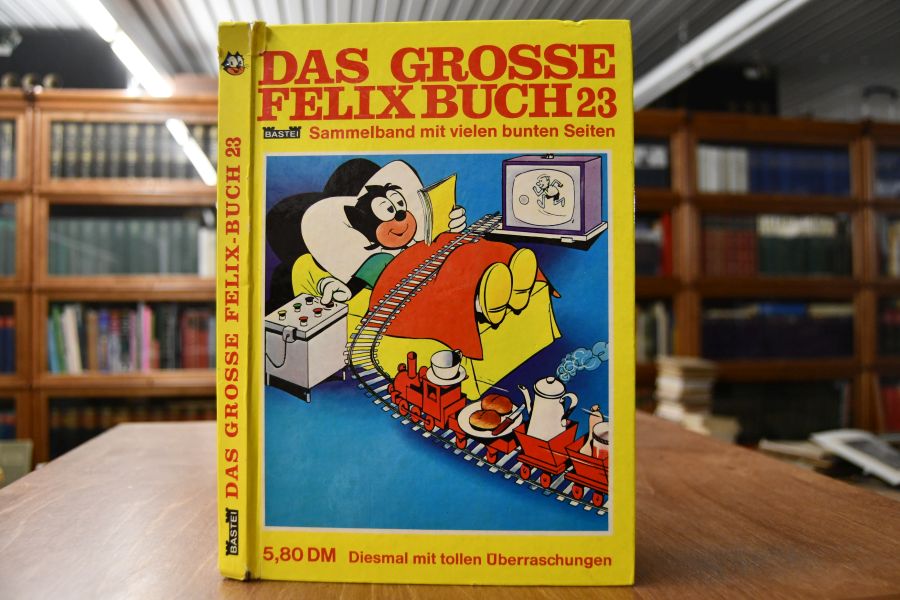 DAS GROSSE
FELIX BUCH 23
BASTEI Sammelband mit vielen bunten Seiten
5,80 DM Diesmal mit tollen Überraschungen
DAS GROSSE FELIX-BUCH 23
BASTEI